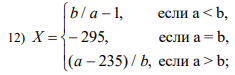 b / a – 1, если a < b,
12) X = – 295, если a = b,
(a – 235) / b, если a > b;